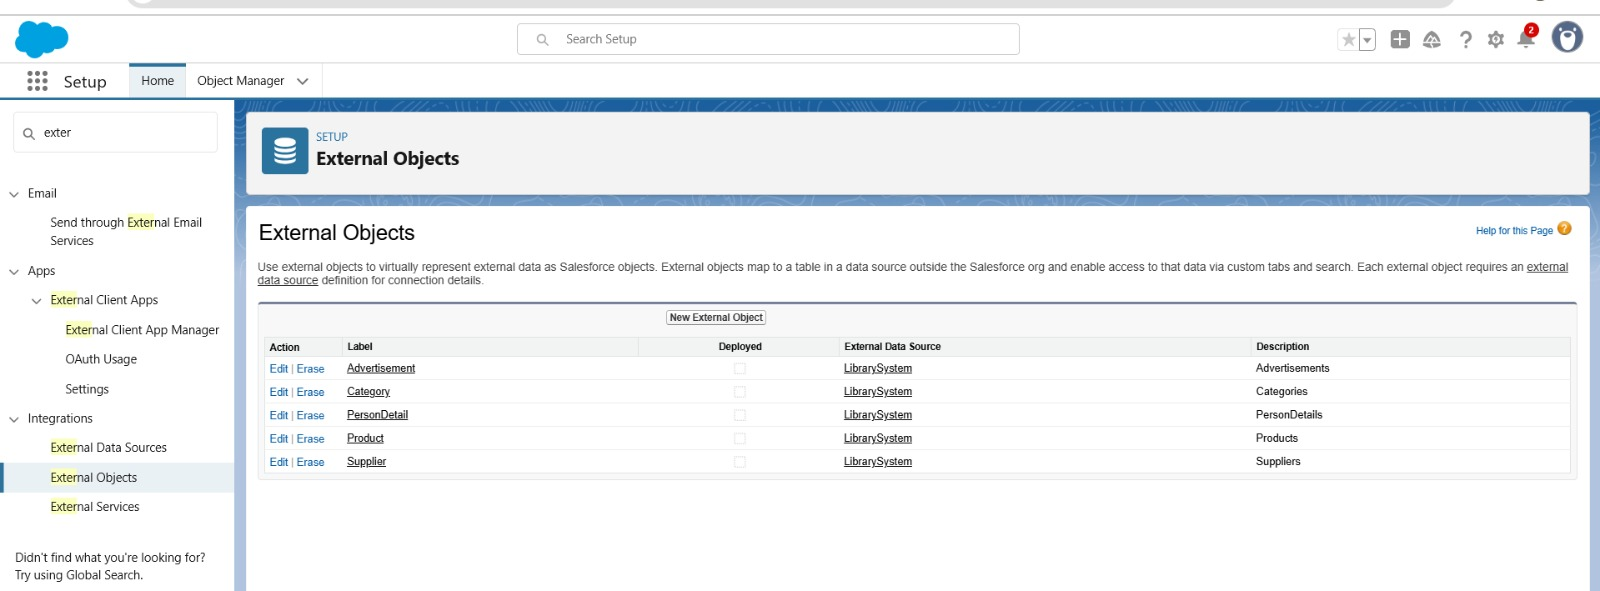 Search Setup
2
Setup
Home
Object Manager
exter
Email
Send through External Email
Services
Apps
External Client Apps
External Client App Manager
OAuth Usage
Settings
Integrations
External Data Sources
External Objects
External Services
Didn't find what you're looking for?
Try using Global Search.
SETUP
External Objects
External Objects
Help for this Page ?
Use external objects to virtually represent external data as Salesforce objects. External objects map to a table in a data source outside the Salesforce org and enable access to that data via custom tabs and search. Each external object requires an external
data source definition for connection details.
New External Object
Action Label Deployed External Data Source Description
Edit | Erase Advertisement LibrarySystem Advertisements
Edit | Erase Category LibrarySystem Categories
Edit | Erase PersonDetail LibrarySystem PersonDetails
Edit | Erase Product LibrarySystem Products
Edit | Erase Supplier LibrarySystem Suppliers